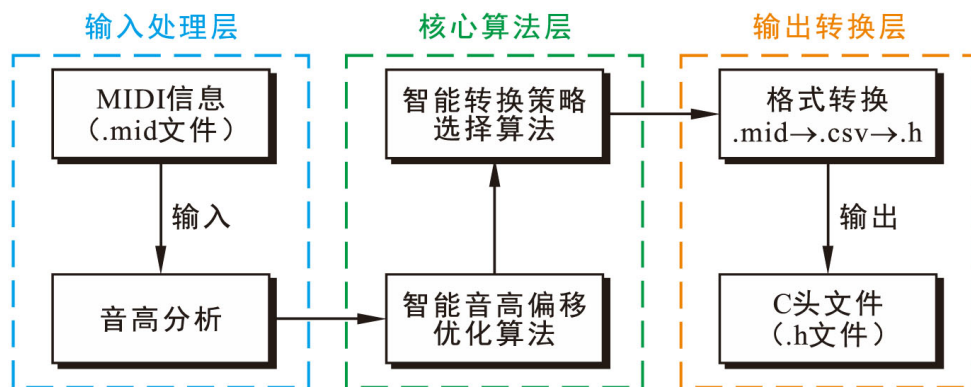 输入处理层
核心算法层
输出转换层
MIDI信息
（.mid文件）
输入
音高分析
智能转换策略
选择算法
智能音高偏移
优化算法
格式转换
.mid→.csv→.h
输出
C头文件
（.h文件）